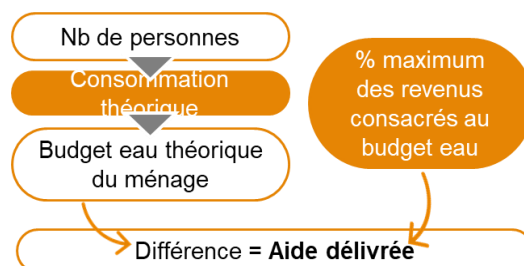 Nb de personnes
Consommation
théorique
Budget eau théorique
du ménage
% maximum
des revenus
consacrés au
budget eau
Différence = Aide délivrée